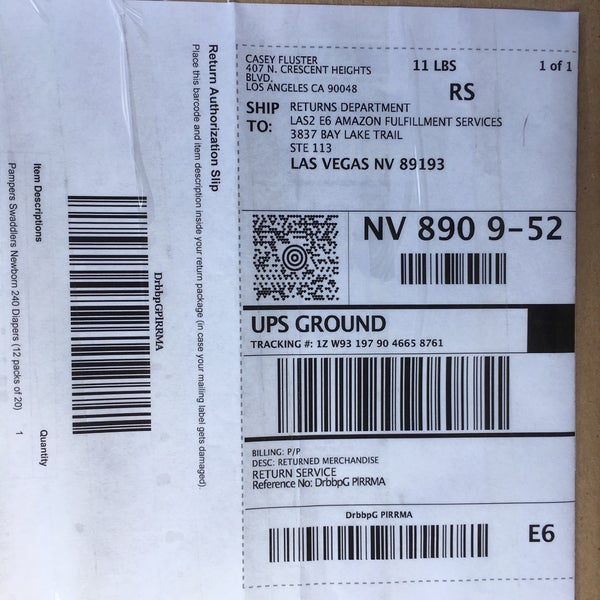 CASEY FLUSTER
407 N. CRESCENT HEIGHTS
BLVD.
LOS ANGELES CA 90048
11 LBS
1 of 1
RS
SHIP TO:
RETURNS DEPARTMENT
LAS2 E6 AMAZON FULFILLMENT SERVICES
3837 BAY LAKE TRAIL
STE 113
LAS VEGAS NV 89193
NV 890 9-52
UPS GROUND
TRACKING #: 1Z W93 197 90 4665 8761
BILLING: P/P
DESC: RETURNED MERCHANDISE
RETURN SERVICE
Reference No: DrbbpG PIRRMA
DrbbpG PIRRMA
E6
Return Authorization Slip
Place this barcode and item description inside your return package (in case your mailing label gets damaged).
DrbbpGPIRRMA
Item Descriptions Quantity
Pampers Swaddlers Newborn 240 Diapers (12 packs of 20) 1